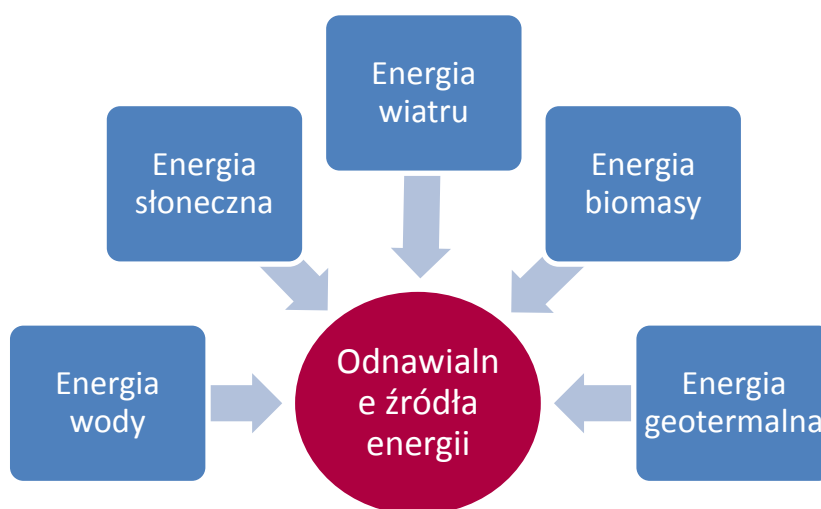 Energia
wiatru
Energia
słoneczna
Energia
biomasy
Energia
wody
Odnawialn
e źródła
energii
Energia
geotermalna